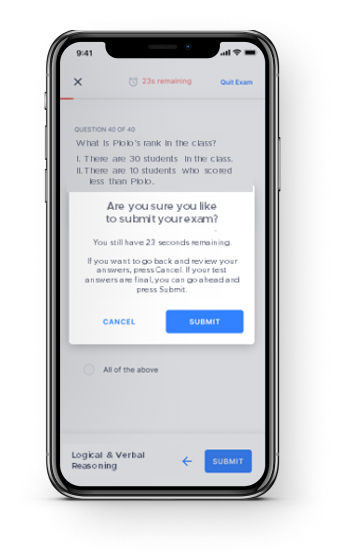 9:41
23s remaining
Quit Exam
QUESTION 40 OF 40
What is Piolo's rank in the class?
I. There are 30 students in the class.
II. There are 10 students who scored
less than Piolo.
Are you sure you like
to submit your exam?
You still have 23 seconds remaining.
If you want to go back and review your
answers, press Cancel. If your test
answers are final, you can go ahead and
press Submit.
CANCEL
SUBMIT
All of the above
Logical & Verbal
Reasoning
SUBMIT